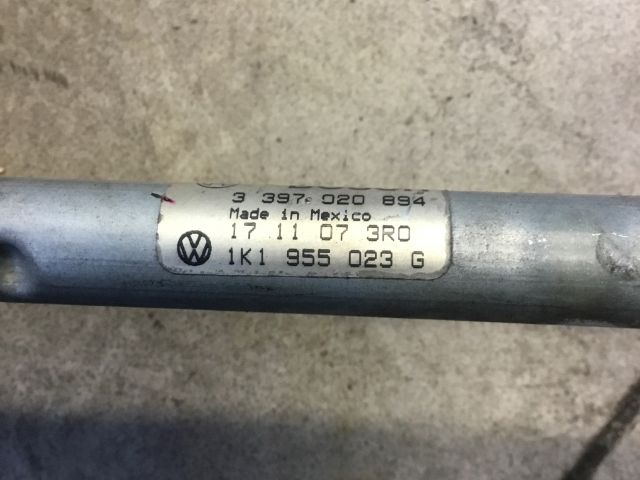 3 397 020 894
Made in Mexico
17 11 07 3R0
1K1 955 023 G